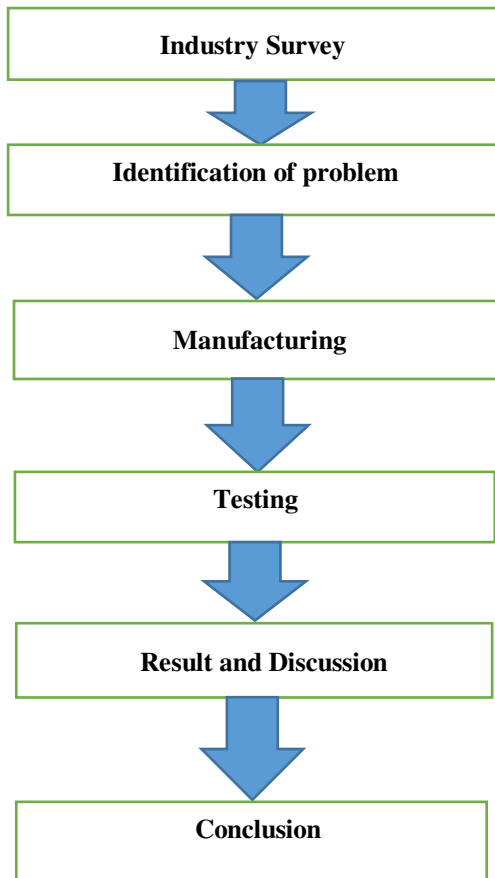 Industry Survey
Identification of problem
Manufacturing
Testing
Result and Discussion
Conclusion